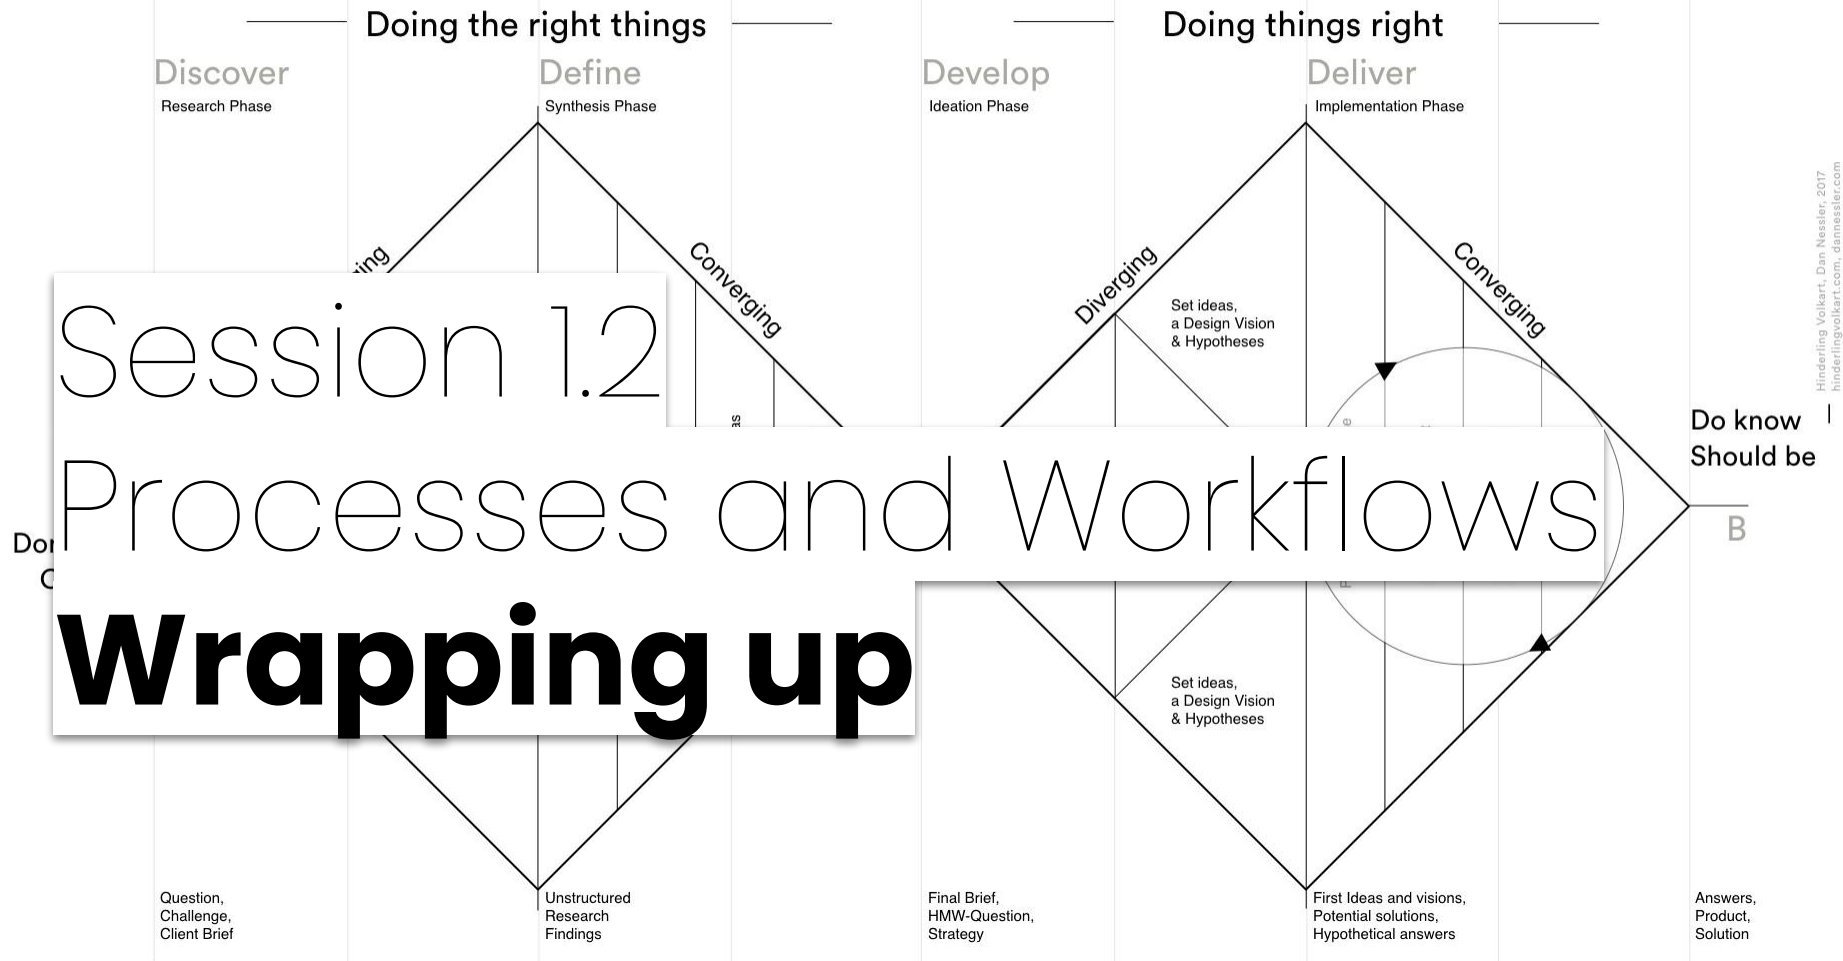 Doing the right things
Doing things right
Discover
Define
Develop
Deliver
Research Phase
Synthesis Phase
Ideation Phase
Implementation Phase
Converging
Diverging
Converging
Set ideas,
a Design Vision
& Hypotheses
Hinderling Volkart, Dan Nessler, 2017
hinderlingvolkart.com, dannessler.com
Session 1.2
Processes and Workflows
Wrapping up
Do know
Should be
B
Set ideas,
a Design Vision
& Hypotheses
Question,
Challenge,
Client Brief
Unstructured
Research
Findings
Final Brief,
HMW-Question,
Strategy
First Ideas and visions,
Potential solutions,
Hypothetical answers
Answers,
Product,
Solution